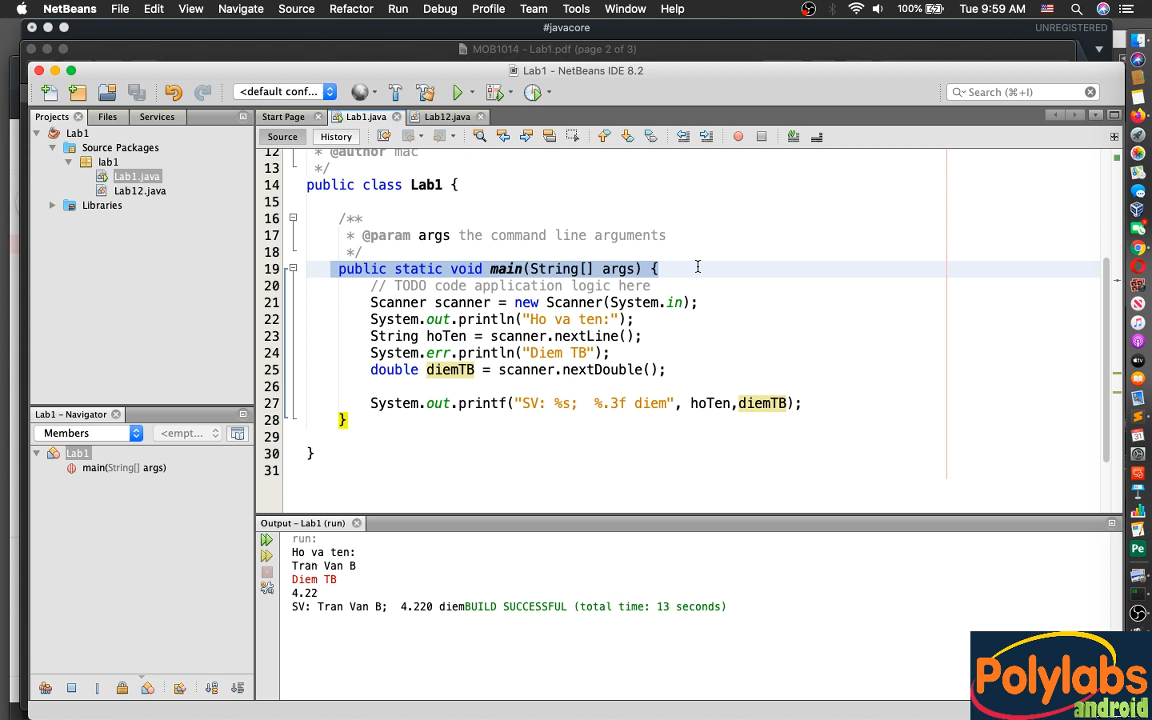 NetBeans File Edit View Navigate Source Refactor Run Debug Profile Team Tools Window Help 100% Tue 9:59 AM
#javacore UNREGISTERED
MOB1014 - Lab1.pdf (page 2 of 3)
Lab1 - NetBeans IDE 8.2
<default conf... Search (⌘+I)
Projects Files Services Start Page Lab1.java Lab12.java
Source History
Lab1
Source Packages
lab1
Lab1.java
Lab12.java
Libraries
12 * @author mac
13 */
14 public class Lab1 {
15
16 /**
17 * @param args the command line arguments
18 */
19 public static void main(String[] args) {
20 // TODO code application logic here
21 Scanner scanner = new Scanner(System.in);
22 System.out.println("Ho va ten:");
23 String hoTen = scanner.nextLine();
24 System.err.println("Diem TB");
25 double diemTB = scanner.nextDouble();
26
27 System.out.printf("SV: %s;  %.3f diem", hoTen,diemTB);
28 }
29
30 }
31
Lab1 - Navigator
Members <empt...
Lab1
main(String[] args)
Output - Lab1 (run)
run:
Ho va ten:
Tran Van B
Diem TB
4.22
SV: Tran Van B;  4.220 diemBUILD SUCCESSFUL (total time: 13 seconds)
Polylabs
android